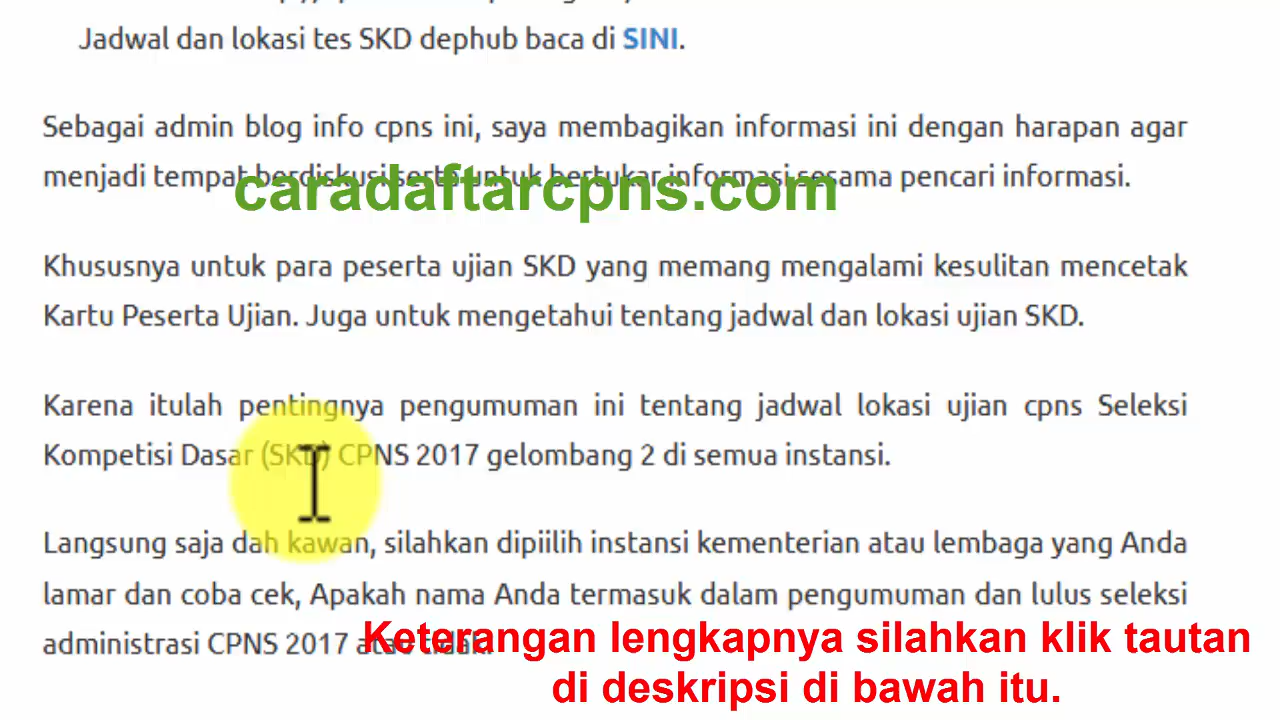 Jadwal dan lokasi tes SKD dephub baca di SINI.
Sebagai admin blog info cpns ini, saya membagikan informasi ini dengan harapan agar
menjadi tempat berdiskusi serta untuk bertukar informasi sesama pencari informasi.
caradaftarcpns.com
Khususnya untuk para peserta ujian SKD yang memang mengalami kesulitan mencetak
Kartu Peserta Ujian. Juga untuk mengetahui tentang jadwal dan lokasi ujian SKD.
Karena itulah pentingnya pengumuman ini tentang jadwal lokasi ujian cpns Seleksi
Kompetisi Dasar (SKD) CPNS 2017 gelombang 2 di semua instansi.
Langsung saja dah kawan, silahkan dipiilih instansi kementerian atau lembaga yang Anda
lamar dan coba cek, Apakah nama Anda termasuk dalam pengumuman dan lulus seleksi
administrasi CPNS 2017 atau tidak.
Keterangan lengkapnya silahkan klik tautan
di deskripsi di bawah itu.